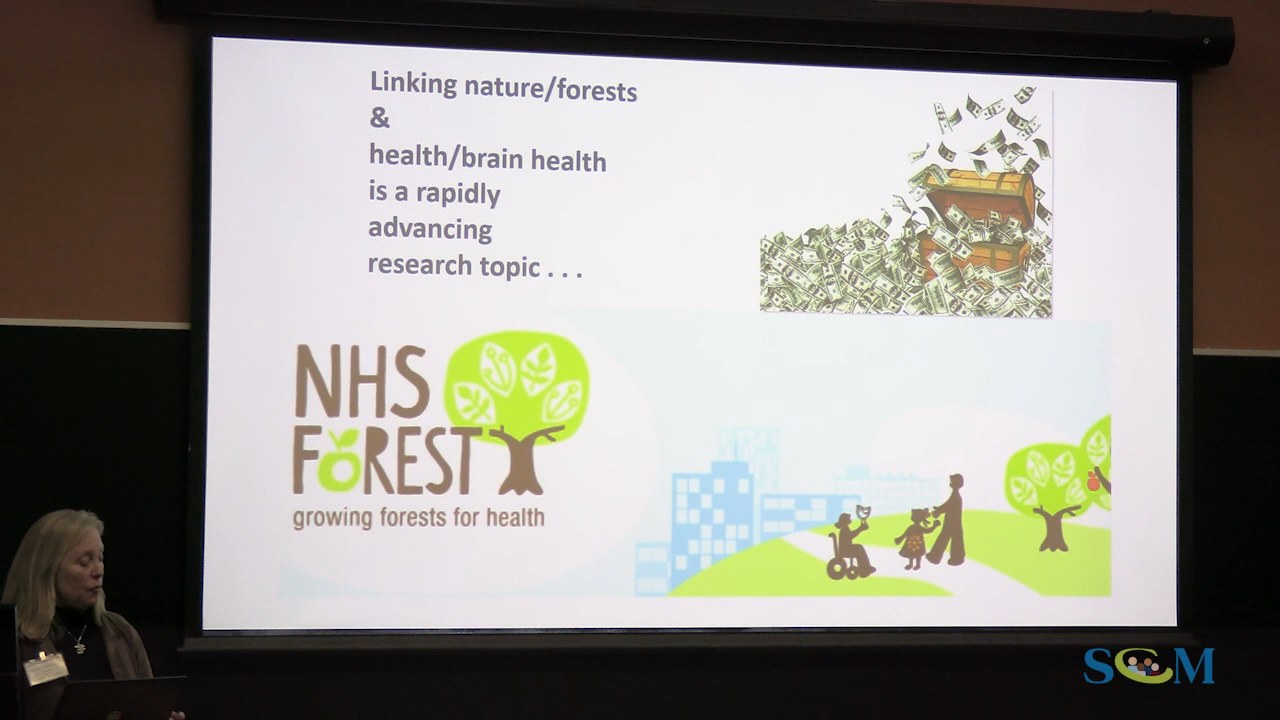 Linking nature/forests
&
health/brain health
is a rapidly
advancing
research topic . . .
NHS
FOREST
growing forests for health
SCM